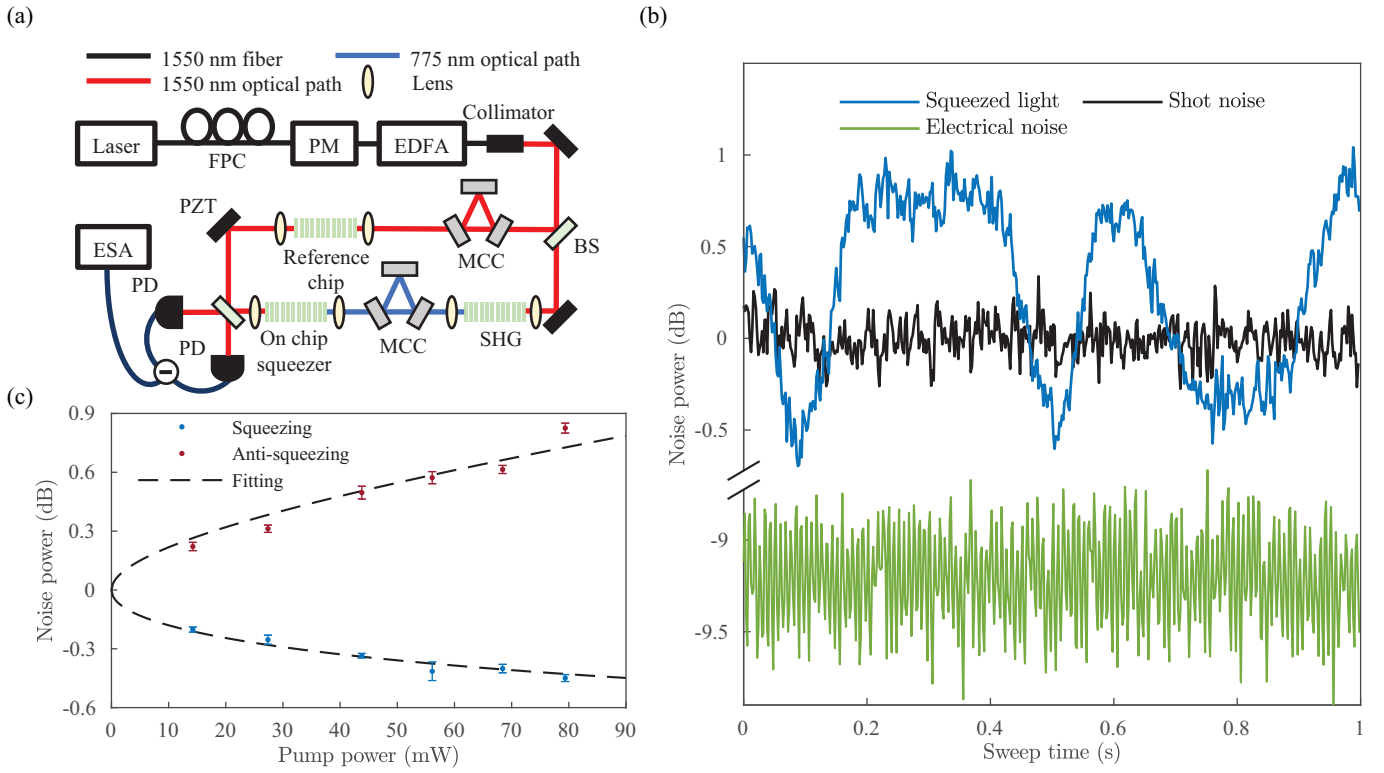 (a)
1550 nm fiber
775 nm optical path
1550 nm optical path
Lens
Collimator
Laser
FPC
PM
EDFA
PZT
ESA
Reference
chip
MCC
BS
PD
PD
On chip
squeezer
MCC
SHG
(b)
Squeezed light
Shot noise
Electrical noise
Noise power (dB)
1
0.5
0
-0.5
-9
-9.5
0
0.2
0.4
0.6
0.8
1
Sweep time (s)
(c)
Squeezing
Anti-squeezing
Fitting
Noise power (dB)
0.9
0.6
0.3
0
-0.3
-0.6
0
10
20
30
40
50
60
70
80
90
Pump power (mW)